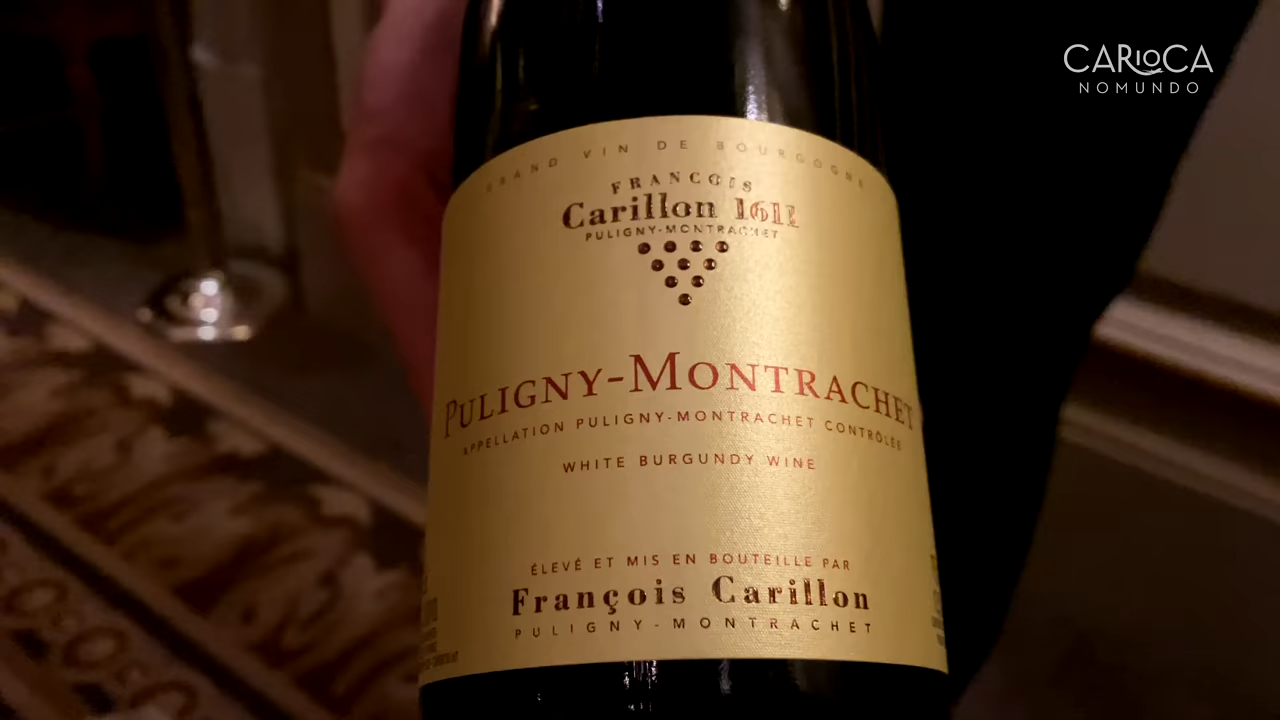 CARIOCA
NOMUNDO
GRAND VIN DE BOURGOGNE
FRANÇOIS
Carillon 1611
PULIGNY-MONTRACHET
PULIGNY-MONTRACHET
APPELLATION PULIGNY-MONTRACHET CONTRÔLÉE
WHITE BURGUNDY WINE
ÉLEVÉ ET MIS EN BOUTEILLE PAR
François Carillon
PULIGNY-MONTRACHET